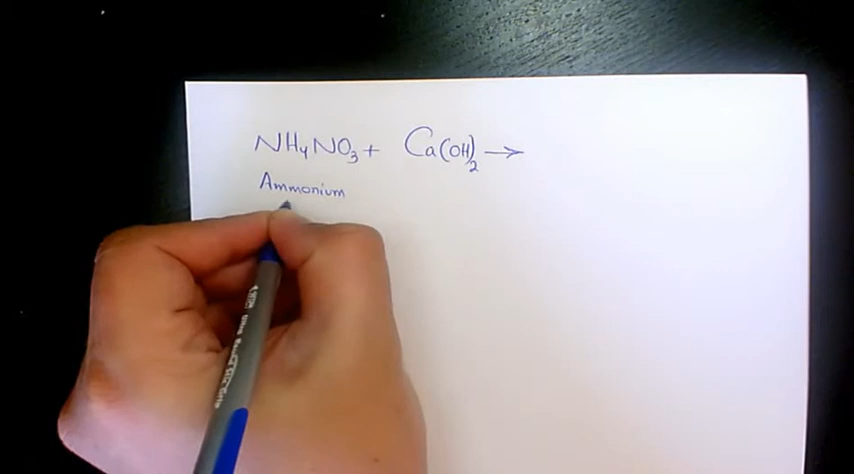 NH₄NO₃ + Ca(OH)₂ →
Ammonium